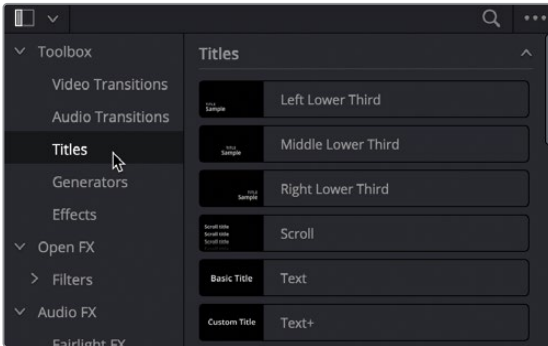 Toolbox
Video Transitions
Audio Transitions
Titles
Generators
Effects
Open FX
Filters
Audio FX
Fairlight FX
Titles
Sample
Left Lower Third
Sample
Middle Lower Third
Sample
Right Lower Third
Scroll title
Scroll title
Scroll title
Scroll
Basic Title
Text
Custom Title
Text+